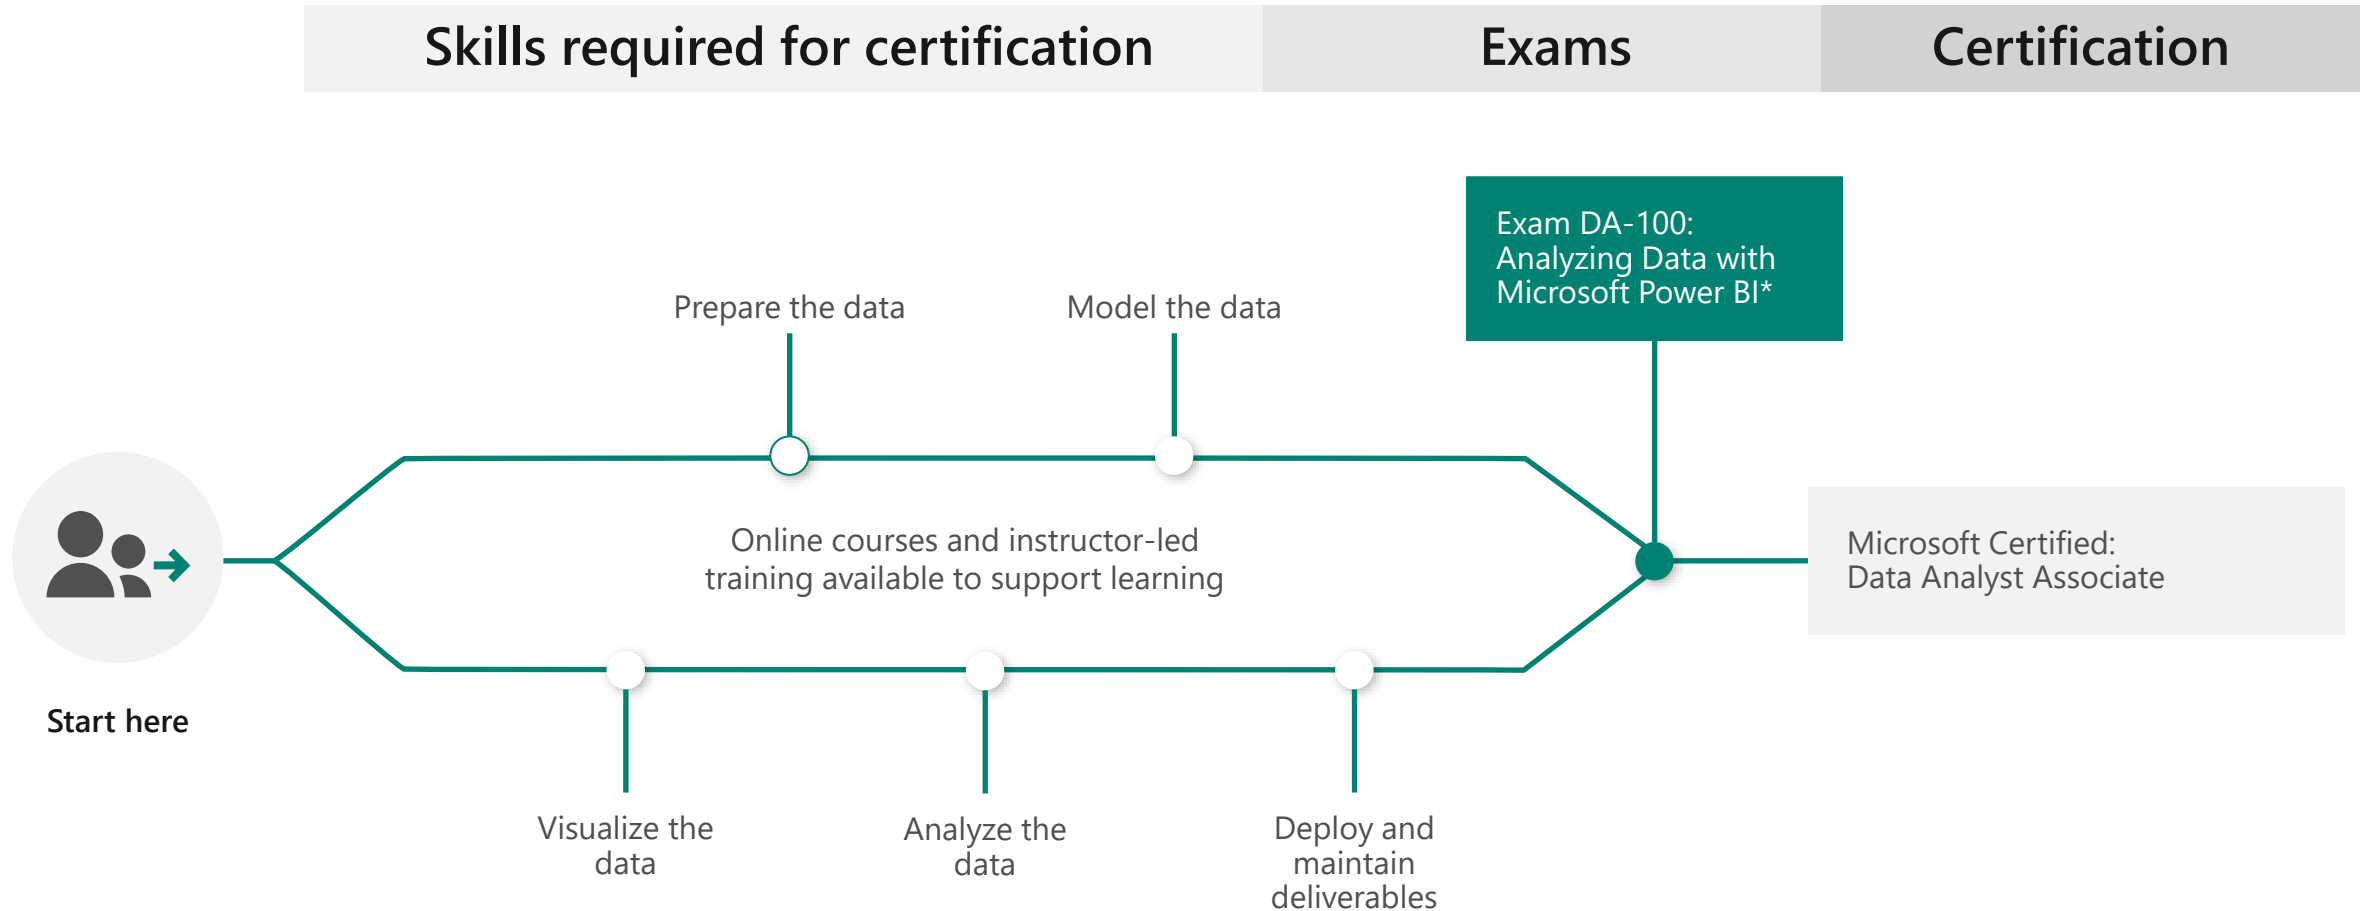 Skills required for certification
Exams
Certification
Exam DA-100:
Analyzing Data with
Microsoft Power BI*
Prepare the data
Model the data
Online courses and instructor-led
training available to support learning
Microsoft Certified:
Data Analyst Associate
Start here
Visualize the
data
Analyze the
data
Deploy and
maintain
deliverables